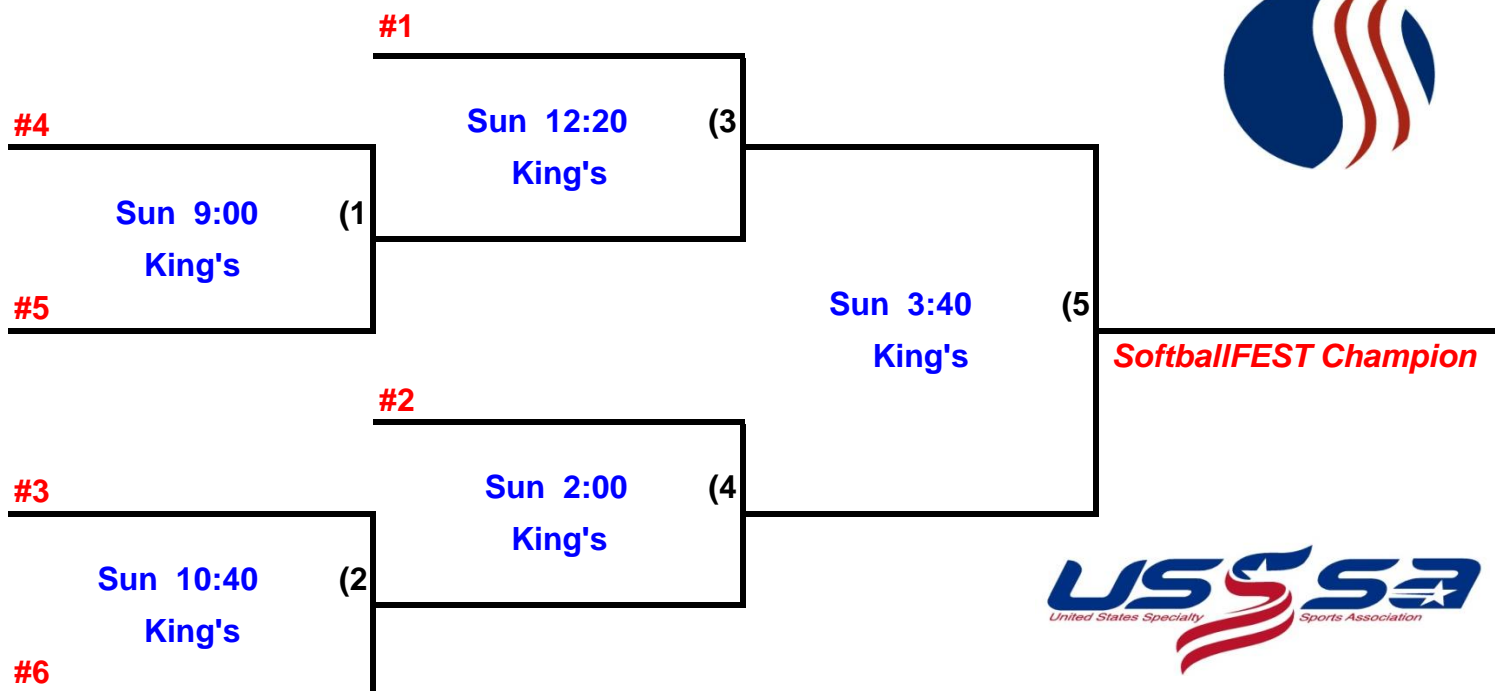 #1
#4
Sun 12:20 (3
King's
Sun 9:00 (1
King's
#5
Sun 3:40 (5
King's
SoftballFEST Champion
#2
#3
Sun 2:00 (4
King's
Sun 10:40 (2
King's
#6
USSSA
United States Specialty Sports Association